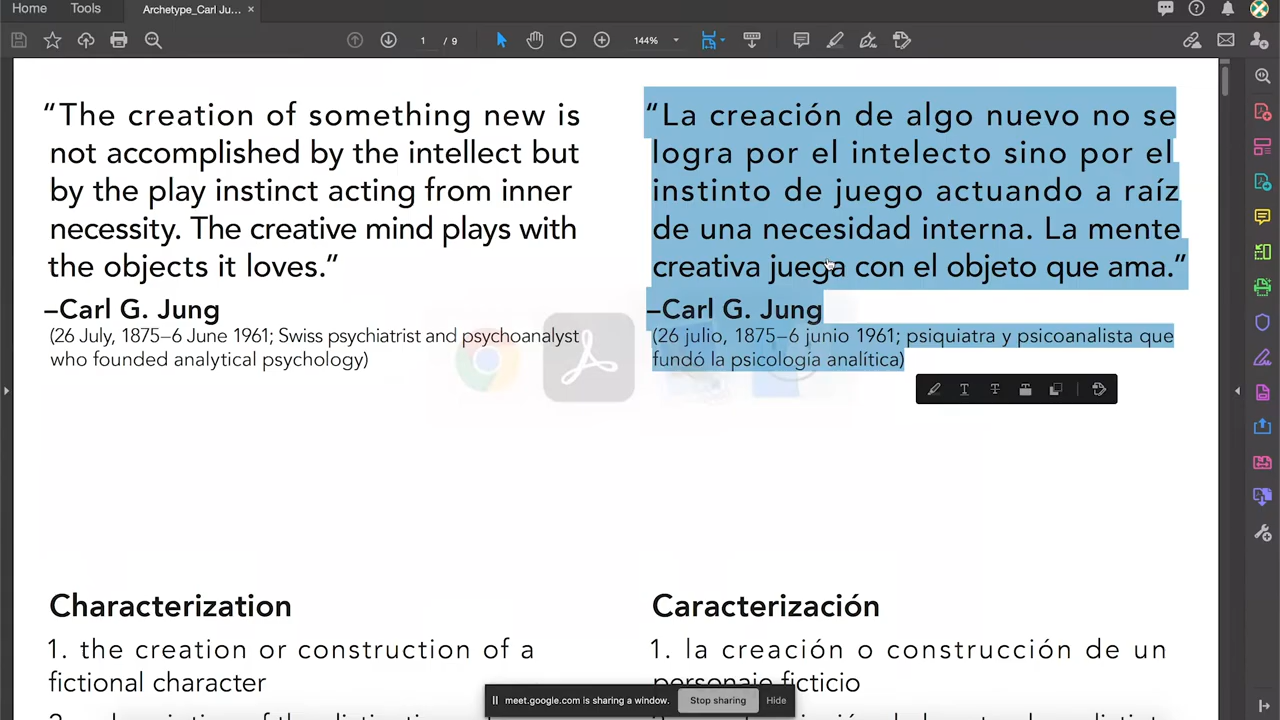 Home
Tools
Archetype_Carl Ju... ×
1 / 9
144%
“The creation of something new is
not accomplished by the intellect but
by the play instinct acting from inner
necessity. The creative mind plays with
the objects it loves.”
–Carl G. Jung
(26 July, 1875–6 June 1961; Swiss psychiatrist and psychoanalyst
who founded analytical psychology)
“La creación de algo nuevo no se
logra por el intelecto sino por el
instinto de juego actuando a raíz
de una necesidad interna. La mente
creativa juega con el objeto que ama.”
–Carl G. Jung
(26 julio, 1875–6 junio 1961; psiquiatra y psicoanalista que
fundó la psicología analítica)
Characterization
1. the creation or construction of a
fictional character
Caracterización
1. la creación o construcción de un
personaje ficticio
meet.google.com is sharing a window.
Stop sharing
Hide